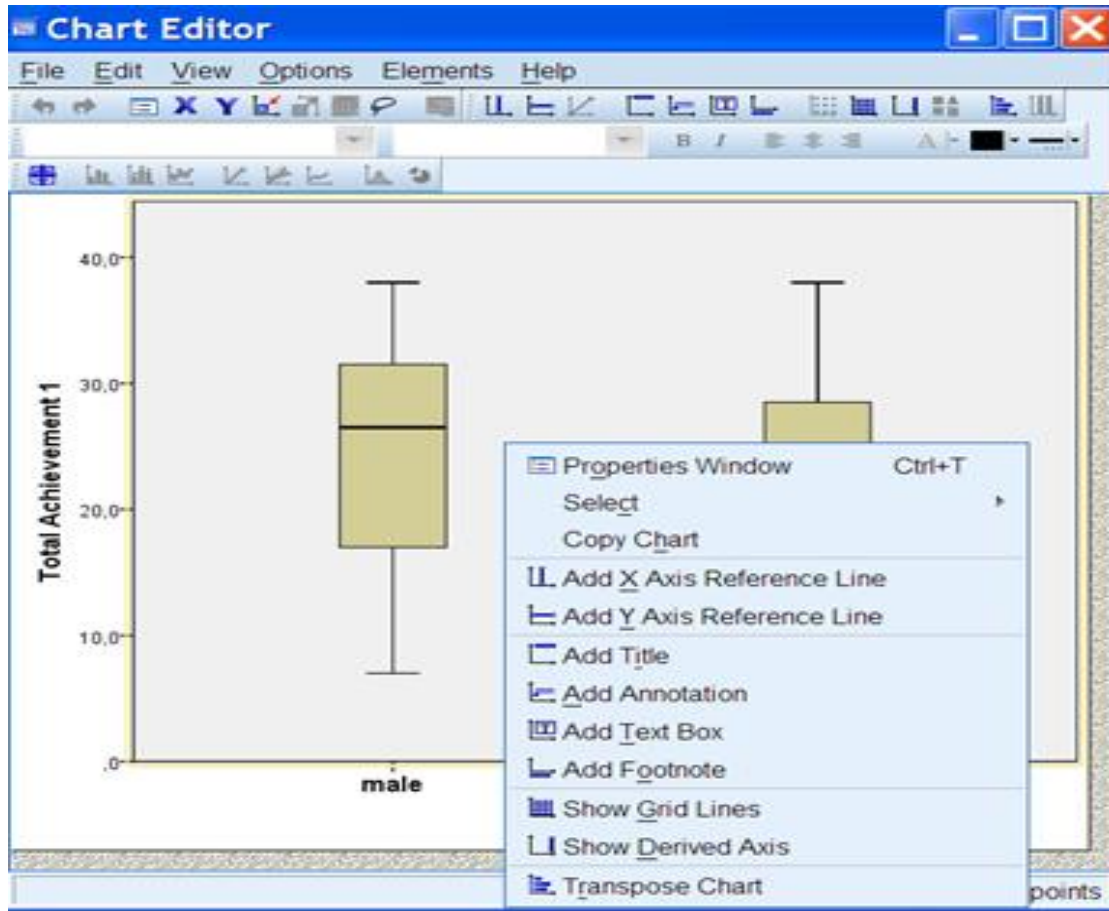 Chart Editor
File Edit View Options Elements Help
X Y
B I A
40,0
30,0
20,0
10,0
,0
Total Achievement 1
male
Properties Window Ctrl+T
Select
Copy Chart
Add X Axis Reference Line
Add Y Axis Reference Line
Add Title
Add Annotation
Add Text Box
Add Footnote
Show Grid Lines
Show Derived Axis
Transpose Chart
points